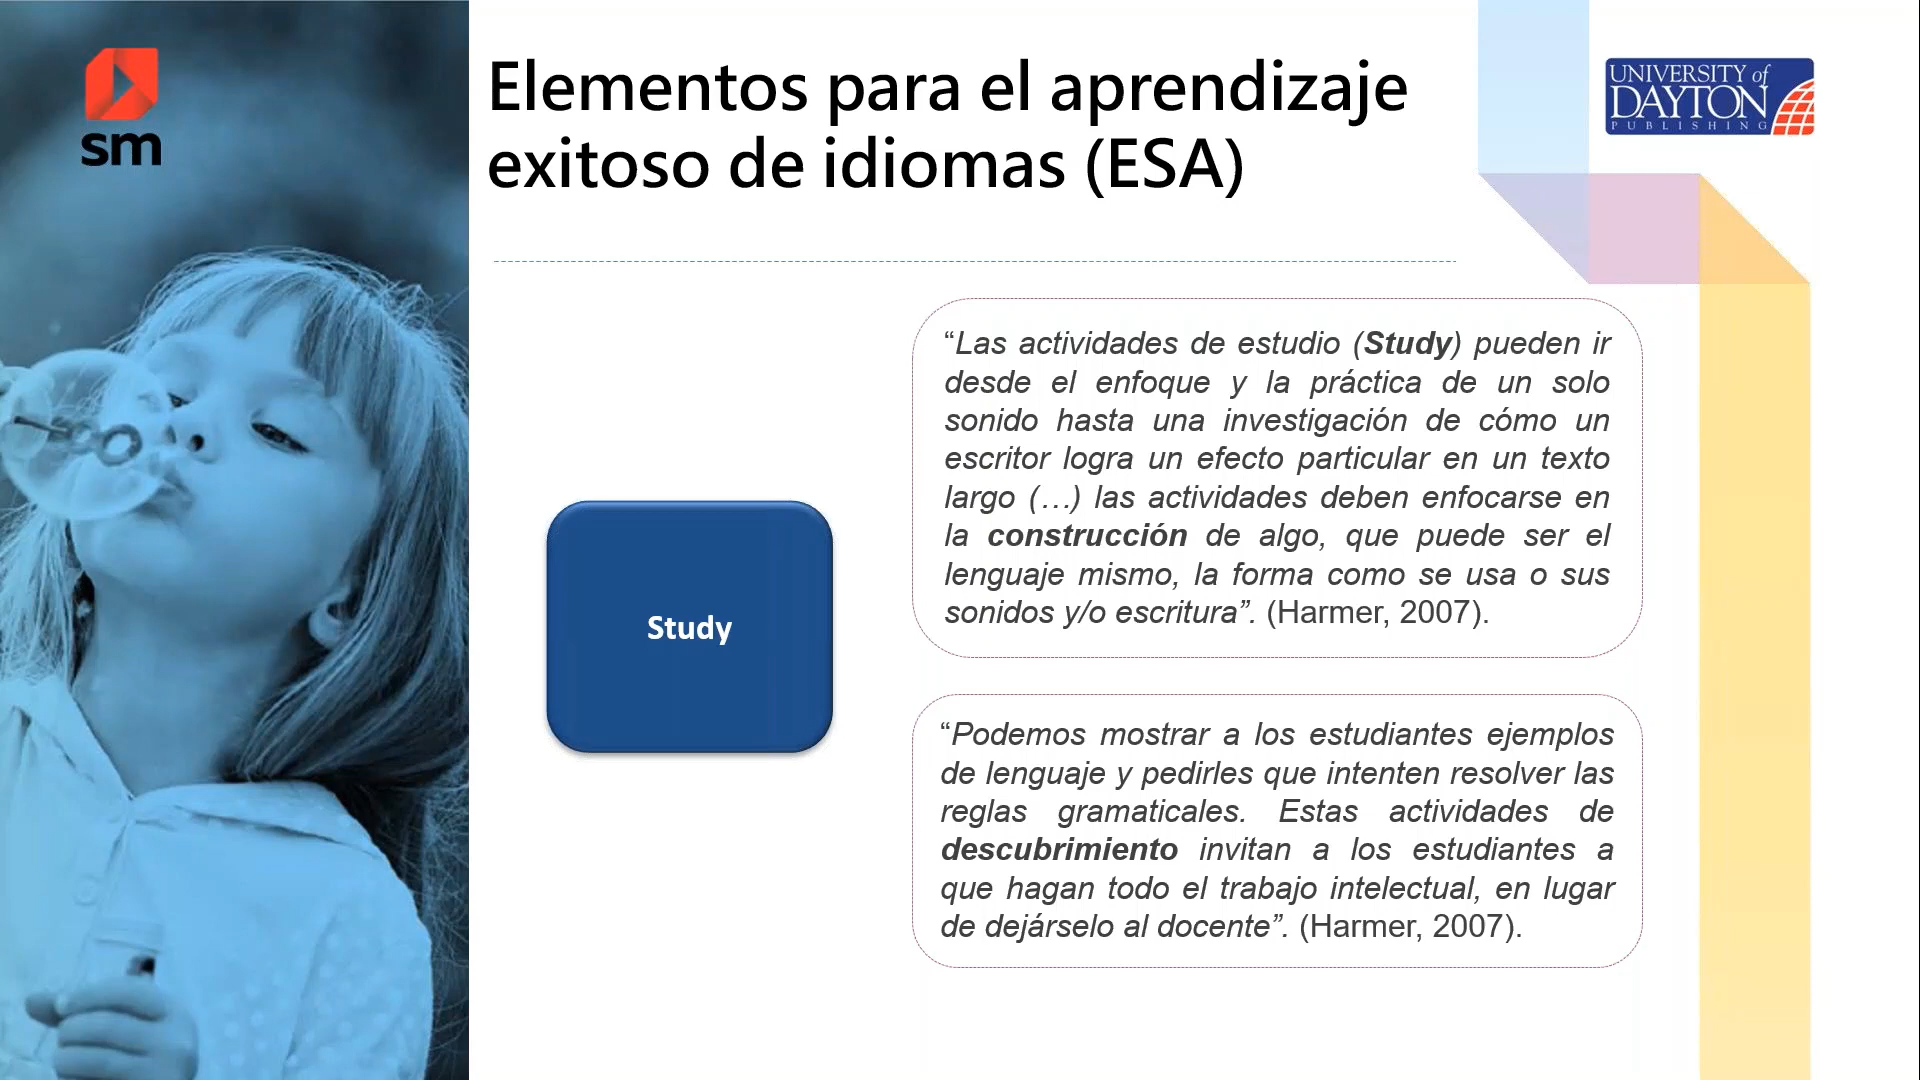 sm
Elementos para el aprendizaje
exitoso de idiomas (ESA)
UNIVERSITY of
DAYTON
PUBLISHING
Study
“Las actividades de estudio (Study) pueden ir
desde el enfoque y la práctica de un solo
sonido hasta una investigación de cómo un
escritor logra un efecto particular en un texto
largo (…) las actividades deben enfocarse en
la construcción de algo, que puede ser el
lenguaje mismo, la forma como se usa o sus
sonidos y/o escritura”. (Harmer, 2007).
“Podemos mostrar a los estudiantes ejemplos
de lenguaje y pedirles que intenten resolver las
reglas gramaticales. Estas actividades de
descubrimiento invitan a los estudiantes a
que hagan todo el trabajo intelectual, en lugar
de dejárselo al docente”. (Harmer, 2007).